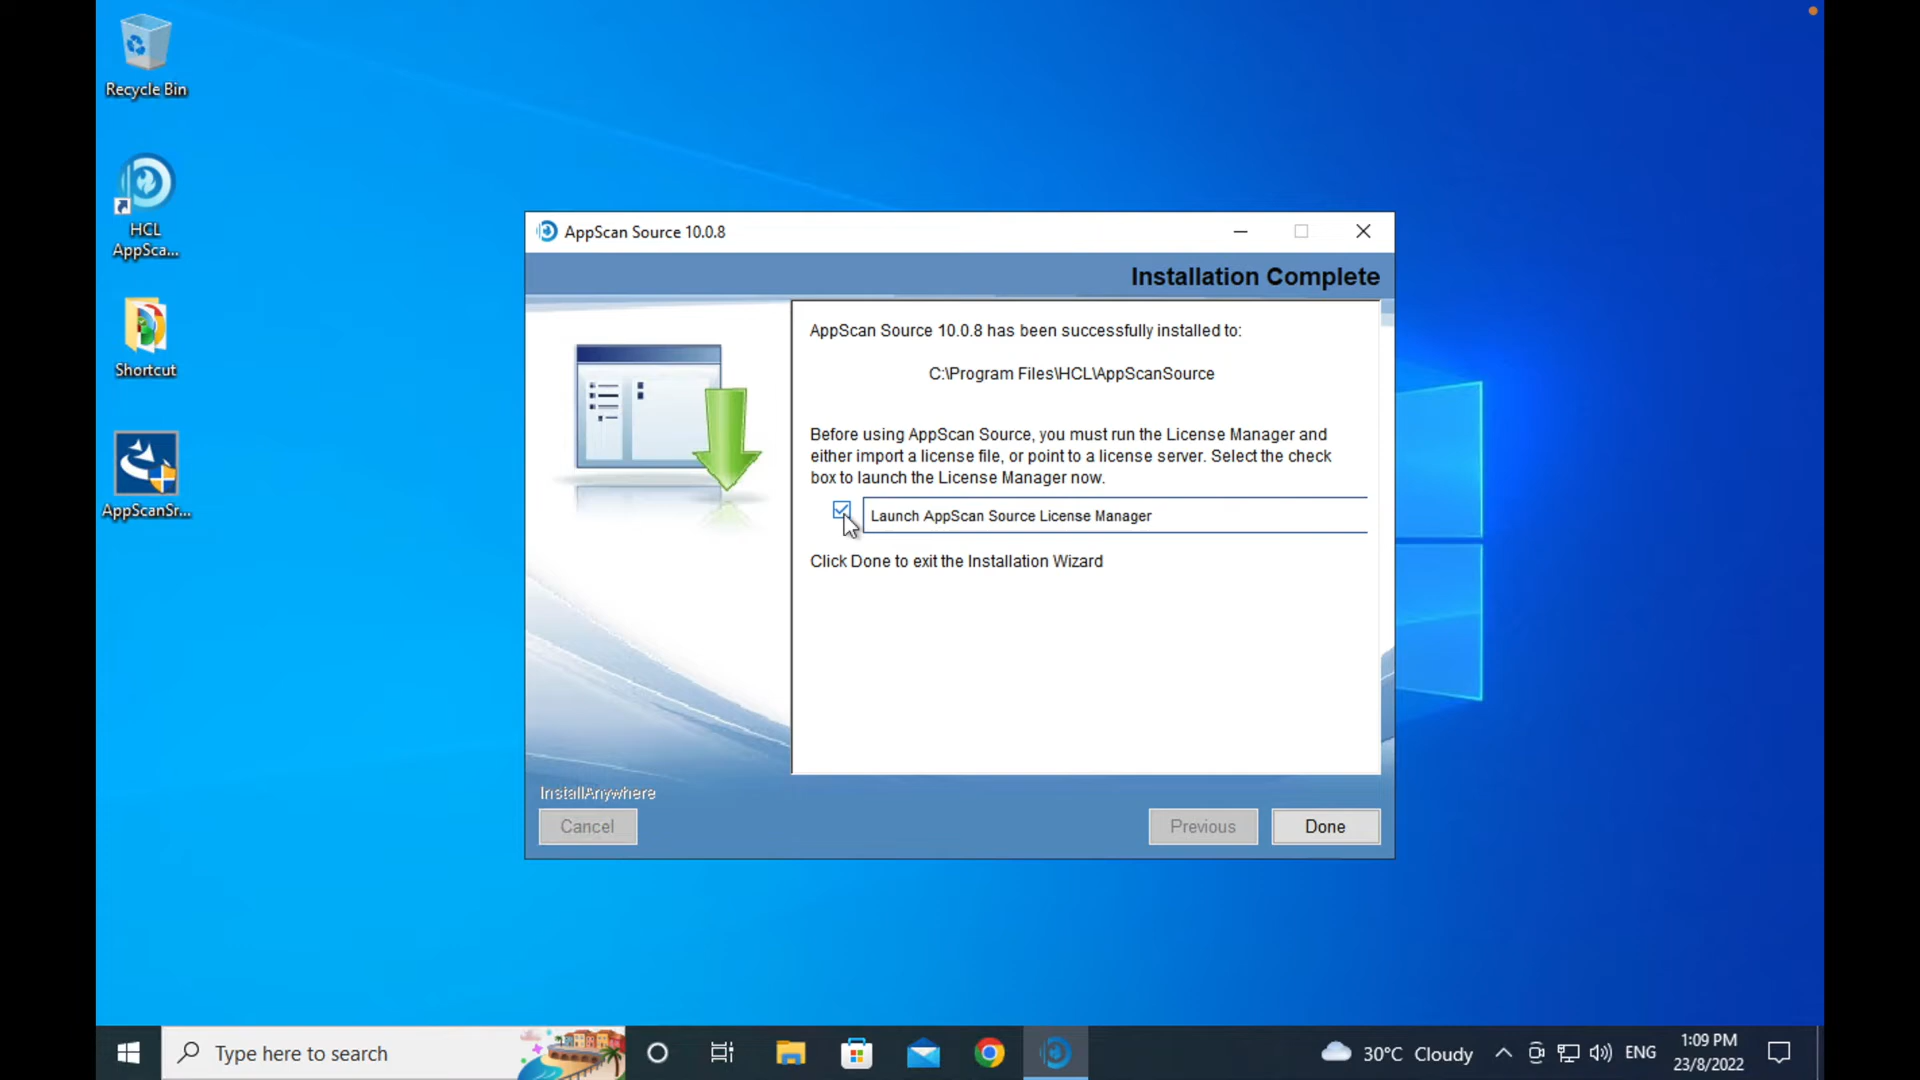 Recycle Bin
HCL
AppSca...
Shortcut
AppScanSr...
AppScan Source 10.0.8
Installation Complete
AppScan Source 10.0.8 has been successfully installed to:
C:\Program Files\HCL\AppScanSource
Before using AppScan Source, you must run the License Manager and
either import a license file, or point to a license server. Select the check
box to launch the License Manager now.
Launch AppScan Source License Manager
Click Done to exit the Installation Wizard
InstallAnywhere
Cancel
Previous
Done
Type here to search
30°C Cloudy
ENG
1:09 PM
23/8/2022